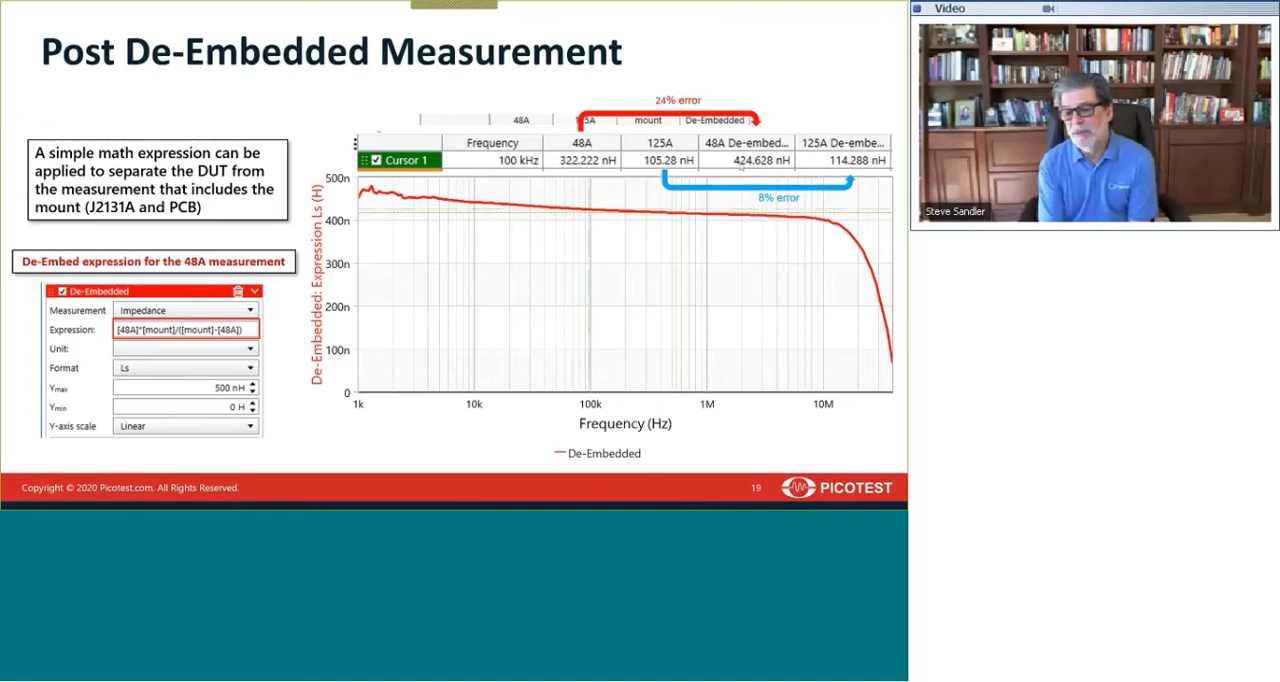 Post De-Embedded Measurement
Video
Steve Sandler
24% error
48A mount De-Embedded
Frequency 48A 125A 48A De-embed... 125A De-embe...
Cursor 1 100 kHz 322.222 nH 105.28 nH 424.628 nH 114.288 nH
8% error
A simple math expression can be
applied to separate the DUT from
the measurement that includes the
mount (J2131A and PCB)
De-Embed expression for the 48A measurement
De-Embedded
Measurement Impedance
Expression: [48A]*[mount]/([mount]-[48A])
Unit:
Format Ls
Ymax 500 nH
Ymin 0 H
Y-axis scale Linear
De-Embedded: Expression Ls (H)
500n
400n
300n
200n
100n
0
1k 10k 100k 1M 10M
Frequency (Hz)
De-Embedded
Copyright © 2020 Picotest.com. All Rights Reserved.
19
PICOTEST